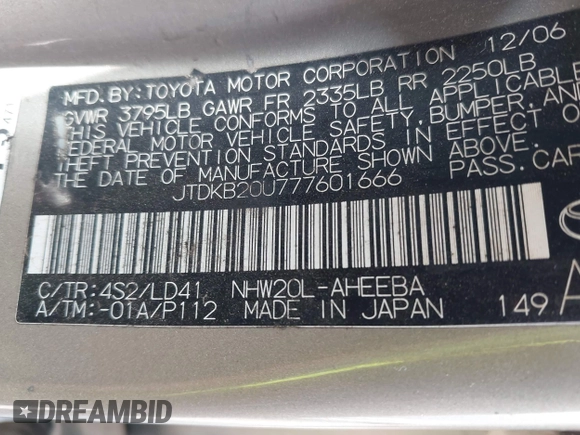 MFD. BY: TOYOTA MOTOR CORPORATION 12/06
GVWR 3795LB GAWR FR 2335LB RR 2250LB
THIS VEHICLE CONFORMS TO ALL APPLICABLE
FEDERAL MOTOR VEHICLE SAFETY, BUMPER, AND
THEFT PREVENTION STANDARDS IN EFFECT ON
THE DATE OF MANUFACTURE SHOWN ABOVE.
JTDKB20U777601666 PASS. CAR
C/TR: 4S2/LD41 NHW20L-AHEEBA
A/TM: -01A/P112 MADE IN JAPAN 149
DREAMBID